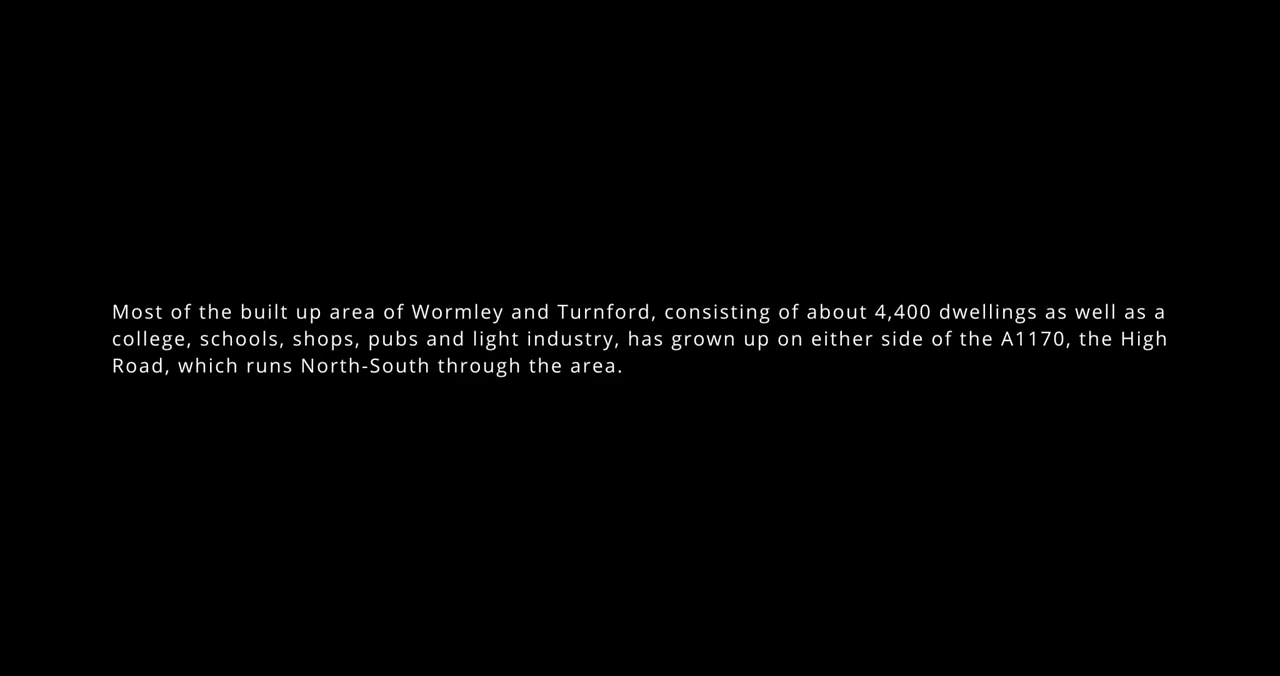 Most of the built up area of Wormley and Turnford, consisting of about 4,400 dwellings as well as a
college, schools, shops, pubs and light industry, has grown up on either side of the A1170, the High
Road, which runs North-South through the area.